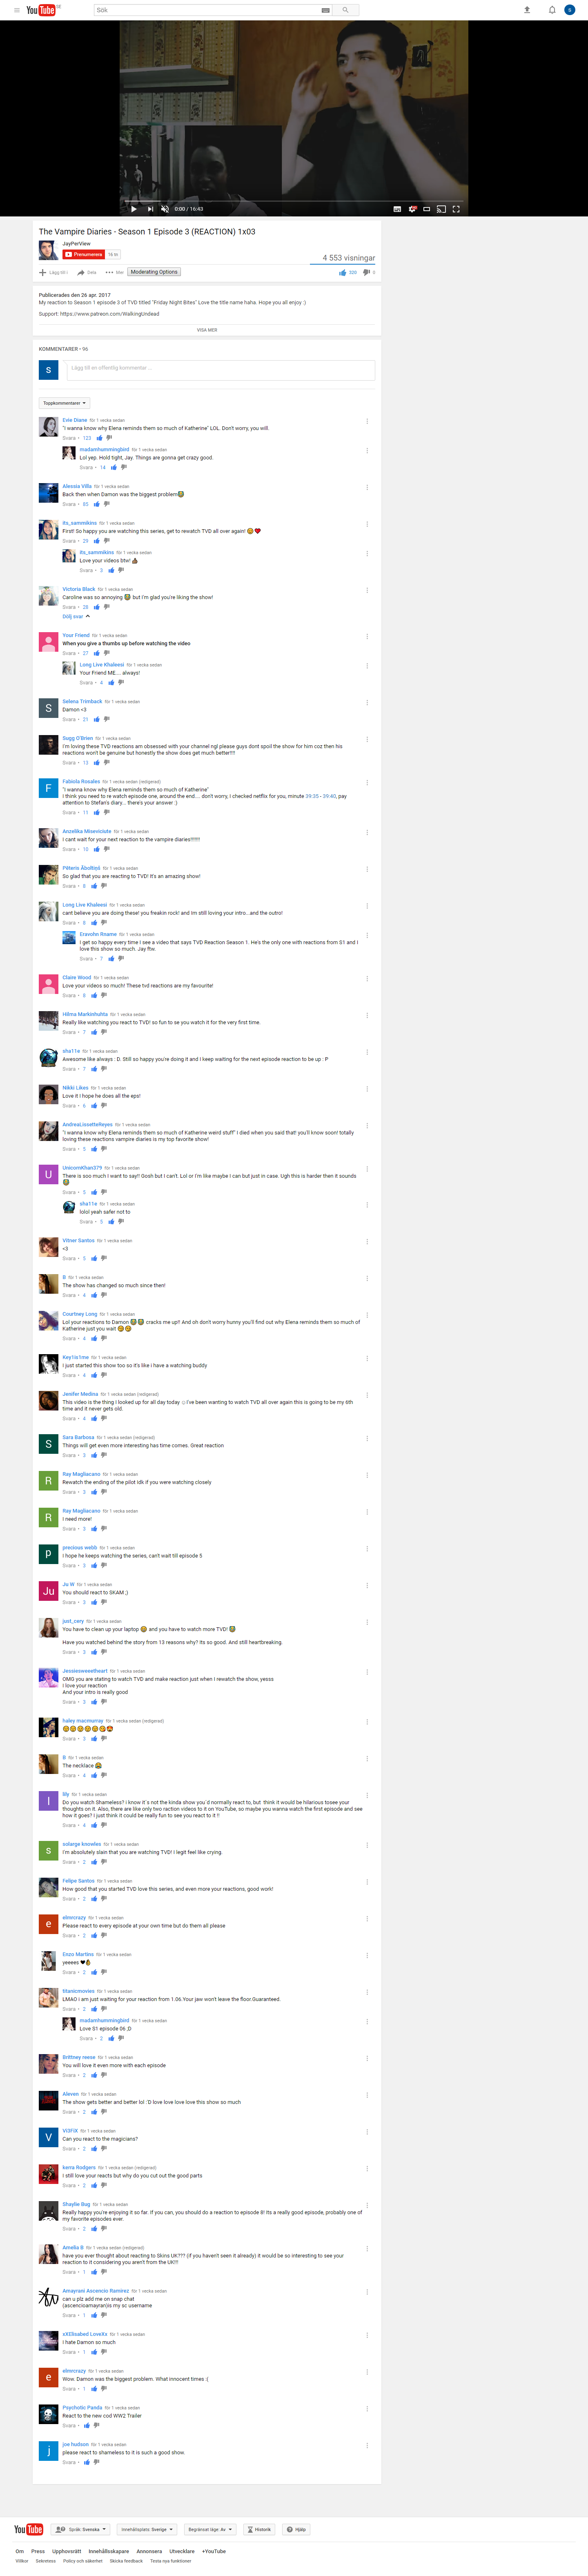 YouTube SE
Sök
S
0:00 / 16:43
The Vampire Diaries - Season 1 Episode 3 (REACTION) 1x03
JayPerView
Prenumerera 16 tn
4 553 visningar
Lägg till i Dela Mer Moderating Options
Publicerades den 26 apr. 2017
My reaction to Season 1 episode 3 of TVD titled "Friday Night Bites" Love the title name haha. Hope you all enjoy :)
Support: https://www.patreon.com/WalkingUndead
VISA MER
KOMMENTARER • 96
S
Lägg till en offentlig kommentar ...
Toppkommentarer
Este Diane för 1 vecka sedan
"I wanna know why Elena reminds them so much of Katherine" LOL. Don't worry, you will.
Svara • 123
madamhummingbird för 1 vecka sedan
Lol yep. Hold tight, Jay. Things are gonna get crazy good.
Svara • 14
Alessia Villa för 1 vecka sedan
Back then when Damon was the biggest problem
Svara • 85
its_sammikins för 1 vecka sedan
First! So happy you are watching this series, get to rewatch TVD all over again!
Svara • 29
its_sammikins för 1 vecka sedan
Love your videos btw!
Svara • 3
Victoria Black för 1 vecka sedan
Caroline was so annoying but I'm glad you're liking the show!
Svara • 28
Dölj svar
Your Friend för 1 vecka sedan
When you give a thumbs up before watching the video
Svara • 27
Long Live Khaleesi för 1 vecka sedan
Your Friend ME.... always!
Svara • 4
S
Selena Trimback för 1 vecka sedan
Damon <3
Svara • 21
Sugg O'Brien för 1 vecka sedan
I'm loving these TVD reactions am obsessed with your channel ngl please guys dont spoil the show for him coz then his
reactions won't be genuine but honestly the show does get much better!!!!
Svara • 15
F
Fabiola Rosales för 1 vecka sedan (redigerad)
"I wanna know why Elena reminds them so much of Katherine"
I think you need to re watch episode one, around the end.... don't worry, I checked netflix for you, minute 39:35 - 39:40, pay
attention to Stefan's diary... there's your answer :)
Svara • 11
Anzelika Miseviciute för 1 vecka sedan
I cant wait for your next reaction to the vampire diaries!!!!!!!
Svara • 10
Pēteris Āboltiņš för 1 vecka sedan
So glad that you are reacting to TVD! It's an amazing show!
Svara • 8
Long Live Khaleesi för 1 vecka sedan
cant believe you are doing these! you freakin rock! and Im still loving your intro...and the outro!
Svara • 8
Eravohn Rname för 1 vecka sedan
I get so happy every time I see a video that says TVD Reaction Season 1. He's the only one with reactions from S1 and I
love this show so much. Jay ftw.
Svara • 7
Claire Wood för 1 vecka sedan
Love your videos so much! These tvd reactions are my favourite!
Svara • 8
Hilma Markinhuhta för 1 vecka sedan
Really like watching you react to TVD! so fun to se you watch it for the very first time.
Svara • 7
sha11e för 1 vecka sedan
Awesome like always : D. Still so happy you're doing it and I keep waiting for the next episode reaction to be up : P
Svara • 7
Nikki Likes för 1 vecka sedan
Love it I hope he does all the eps!
Svara • 6
AndreaLissetteReyes för 1 vecka sedan
"I wanna know why Elena reminds them so much of Katherine weird stuff" I died when you said that! you'll know soon! totally
loving these reactions vampire diaries is my top favorite show!
Svara • 5
U
UnicornKhan379 för 1 vecka sedan
There is soo much I want to say!! Gosh but I can't. Lol or I'm like maybe I can but just in case. Ugh this is harder then it sounds
Svara • 5
sha11e för 1 vecka sedan
lolol yeah safer not to
Svara • 5
Vitner Santos för 1 vecka sedan
<3
Svara • 5
B för 1 vecka sedan
The show has changed so much since then!
Svara • 4
Courtney Long för 1 vecka sedan
Lol your reactions to Damon cracks me up!! And oh don't worry hunny you'll find out why Elena reminds them so much of
Katherine just you wait
Svara • 4
Key1is1me för 1 vecka sedan
I just started this show too so it's like i have a watching buddy
Svara • 4
Jenifer Medina för 1 vecka sedan (redigerad)
This video is the thing I looked up for all day today I've been wanting to watch TVD all over again this is going to be my 6th
time and it never gets old.
Svara • 4
S
Sara Barbosa för 1 vecka sedan (redigerad)
Things will get even more interesting has time comes. Great reaction
Svara • 3
R
Ray Magliacano för 1 vecka sedan
Rewatch the ending of the pilot idk if you were watching closely
Svara • 3
R
Ray Magliacano för 1 vecka sedan
I need more!
Svara • 3
p
precious webb för 1 vecka sedan
I hope he keeps watching the series, can't wait till episode 5
Svara • 3
Ju
Ju W för 1 vecka sedan
You should react to SKAM ;)
Svara • 3
just_cery för 1 vecka sedan
You have to clean up your laptop and you have to watch more TVD!
Have you watched behind the story from 13 reasons why? Its so good. And still heartbreaking.
Svara • 3
Jessiesweeetheart för 1 vecka sedan
OMG you are stating to watch TVD and make reaction just when I rewatch the show, yesss
I love your reaction
And your intro is really good
Svara • 3
haley macmurray för 1 vecka sedan (redigerad)
Svara • 3
B för 1 vecka sedan
The necklace
Svara • 4
l
lily för 1 vecka sedan
Do you watch Shameless? I know it´s not the kinda show you´d normally react to, but  think it would be hilarious tosee your
thoughts on it. Also, there are like only two raction videos to it on YouTube, so maybe you wanna watch the first episode and see
how it goes? I just think it could be really fun to see you react to it !!
Svara • 4
s
solange knowles för 1 vecka sedan
I'm absolutely slain that you are watching TVD! I legit feel like crying.
Svara • 2
Felipe Santos för 1 vecka sedan
How good that you started TVD love this series, and even more your reactions, good work!
Svara • 2
e
elinrcrazy för 1 vecka sedan
Please react to every episode at your own time but do them all please
Svara • 2
Enzo Martins för 1 vecka sedan
yeeees
Svara • 2
titanicmovies för 1 vecka sedan
LMAO I am just waiting for your reaction from 1.06.Your jaw won't leave the floor.Guaranteed.
Svara • 2
madamhummingbird för 1 vecka sedan
Love S1 episode 06 ;D
Svara • 2
Brittney reese för 1 vecka sedan
You will love it even more with each episode
Svara • 2
Aleven för 1 vecka sedan
The show gets better and better lol :'D love love love love this show so much
Svara • 2
V
Vi3FiX för 1 vecka sedan
Can you react to the magicians?
Svara • 2
kerra Rodgers för 1 vecka sedan (redigerad)
I still love your reacts but why do you cut out the good parts
Svara • 2
Shaylie Bug för 1 vecka sedan
Really happy you're enjoying it so far. If you can, you should do a reaction to episode 8! Its a really good episode, probably one of
my favorite episodes ever.
Svara • 2
Amelia B för 1 vecka sedan (redigerad)
have you ever thought about reacting to Skins UK??? (if you haven't seen it already) It would be so interesting to see your
reaction to it considering you aren't from the UK!!!
Svara • 1
Amayrani Ascencio Ramirez för 1 vecka sedan
can u plz add me on snap chat
(ascencioamayran)is my sc username
Svara • 1
xXElisabed LoveXx för 1 vecka sedan
I hate Damon so much
Svara • 1
e
elinrcrazy för 1 vecka sedan
Wow. Damon was the biggest problem. What innocent times :(
Svara • 1
Psychotic Panda för 1 vecka sedan
React to the new cod WW2 Trailer
Svara •
j
joe hudson för 1 vecka sedan
please react to shameless to it is such a good show.
Svara •
YouTube Språk: Svenska Innehållsplats: Sverige Begränsat läge: Av Historik Hjälp
Om Press Upphovsrätt Innehållsskapare Annonsera Utvecklare +YouTube
Villkor Sekretess Policy och säkerhet Skicka feedback Testa nya funktioner